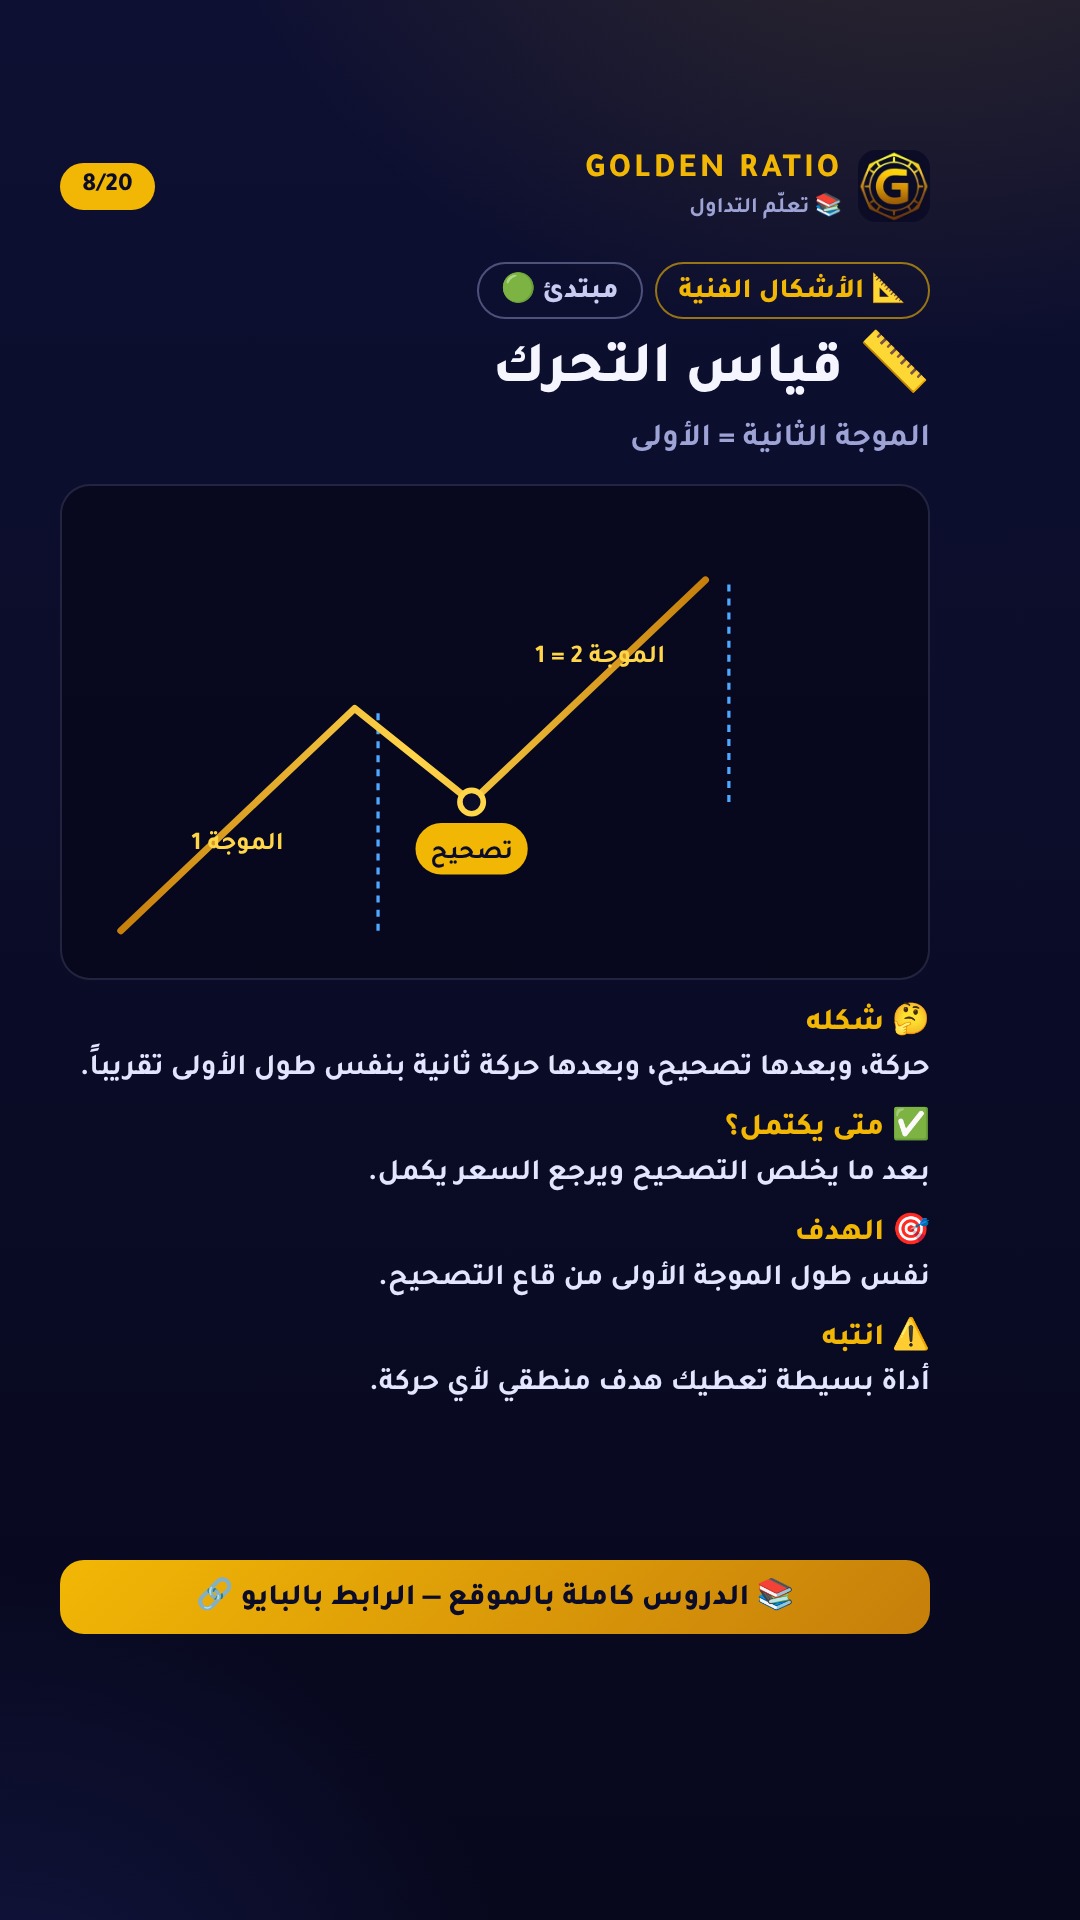 GOLDEN RATIO
📚 تعلّم التداول
8/20
📐 الأشكال الفنية
مبتدئ 🟢
📏 قياس التحرك
الموجة الثانية = الأولى
الموجة 2 = 1
الموجة 1
تصحيح
🤔 شكله
حركة، وبعدها تصحيح، وبعدها حركة ثانية بنفس طول الأولى تقريباً.
✅ متى يكتمل؟
بعد ما يخلص التصحيح ويرجع السعر يكمل.
🎯 الهدف
نفس طول الموجة الأولى من قاع التصحيح.
⚠️ انتبه
أداة بسيطة تعطيك هدف منطقي لأي حركة.
📚 الدروس كاملة بالموقع — الرابط بالبايو 🔗